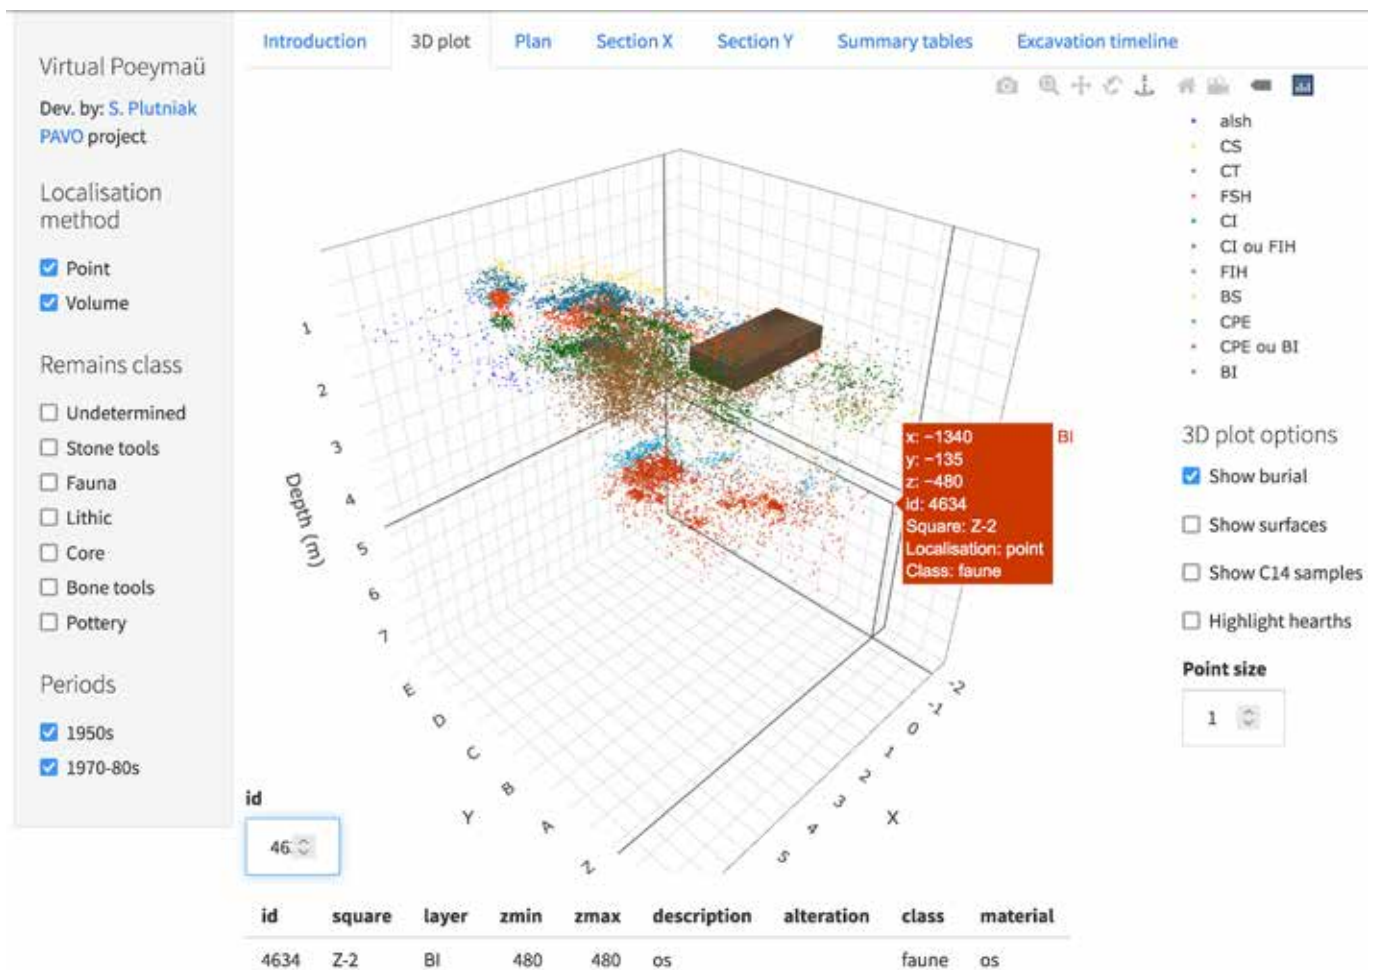 Virtual Poeymaü
Dev. by: S. Plutniak
PAVO project
Localisation
method
Point
Volume
Remains class
Undetermined
Stone tools
Fauna
Lithic
Core
Bone tools
Pottery
Periods
1950s
1970-80s
Introduction 3D plot Plan Section X Section Y Summary tables Excavation timeline
1
2
3
4
5
6
7
Depth (m)
E
D
C
B
A
Z
Y
-2
-1
0
1
2
3
4
5
X
x: −1340
y: −135
z: −480
id: 4634
Square: Z-2
Localisation: point
Class: faune
BI
alsh
CS
CT
FSH
CI
CI ou FIH
FIH
BS
CPE
CPE ou BI
BI
3D plot options
Show burial
Show surfaces
Show C14 samples
Highlight hearths
Point size
1
id
id square layer zmin zmax description alteration class material
4634 Z-2 BI 480 480 os faune os